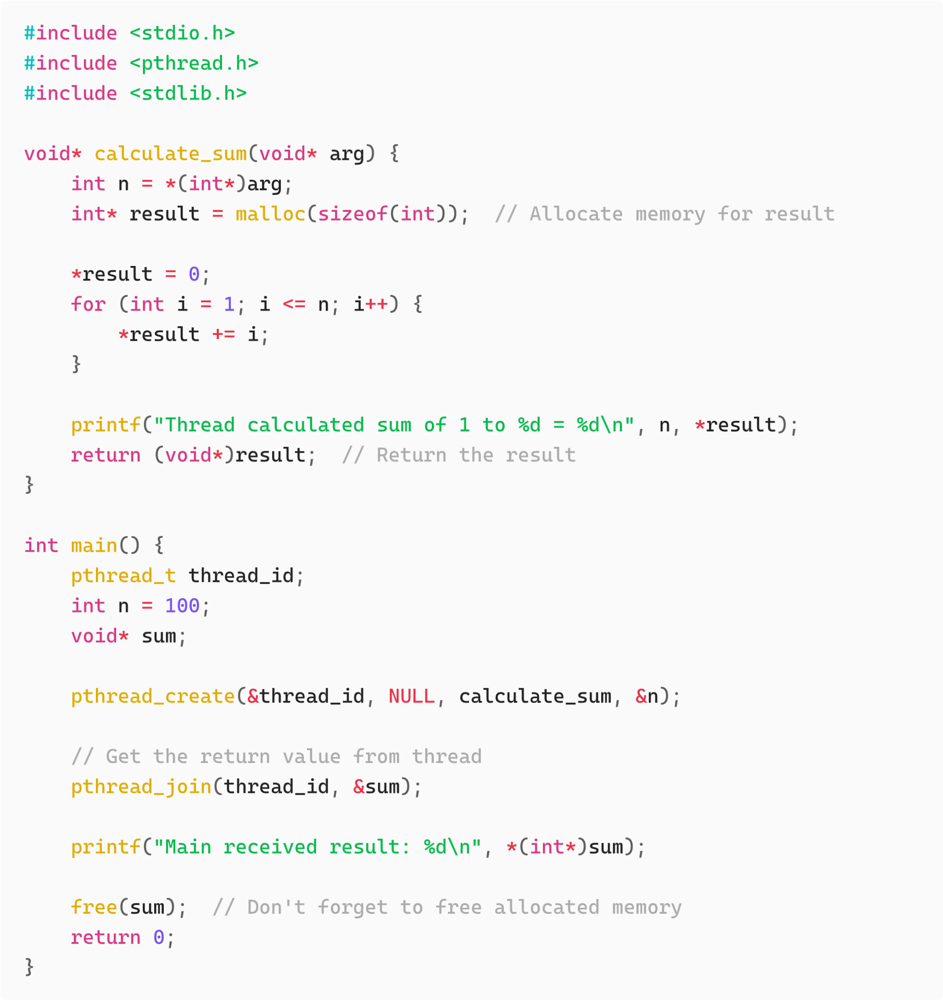 #include <stdio.h>
#include <pthread.h>
#include <stdlib.h>
void* calculate_sum(void* arg) {
    int n = *(int*)arg;
    int* result = malloc(sizeof(int));  // Allocate memory for result
    *result = 0;
    for (int i = 1; i <= n; i++) {
        *result += i;
    }
    printf("Thread calculated sum of 1 to %d = %d\n", n, *result);
    return (void*)result;  // Return the result
}
int main() {
    pthread_t thread_id;
    int n = 100;
    void* sum;
    pthread_create(&thread_id, NULL, calculate_sum, &n);
    // Get the return value from thread
    pthread_join(thread_id, &sum);
    printf("Main received result: %d\n", *(int*)sum);
    free(sum);  // Don't forget to free allocated memory
    return 0;
}